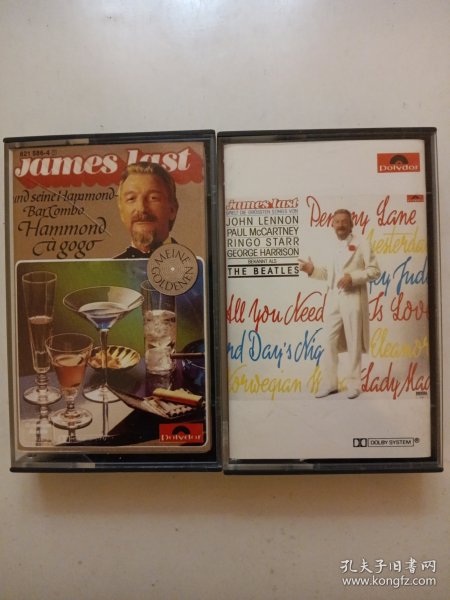 821 586-4
james last
und seine Hammond-
Bar Combo
Hammond
à gogo
MEINE
GOLDENEN
Polydor
Polydor
james last
SPIELT DIE GRÖSSTEN SONGS VON
JOHN LENNON
PAUL McCARTNEY
RINGO STARR
GEORGE HARRISON
BEKANNT ALS
THE BEATLES
Penny Lane
Yesterday
Hey Jude
All You Need Is Love
Hard Day's Night
Eleanor
Norwegian W
Lady Mad
DOLBY SYSTEM®
孔夫子旧书网
www.kongfz.com